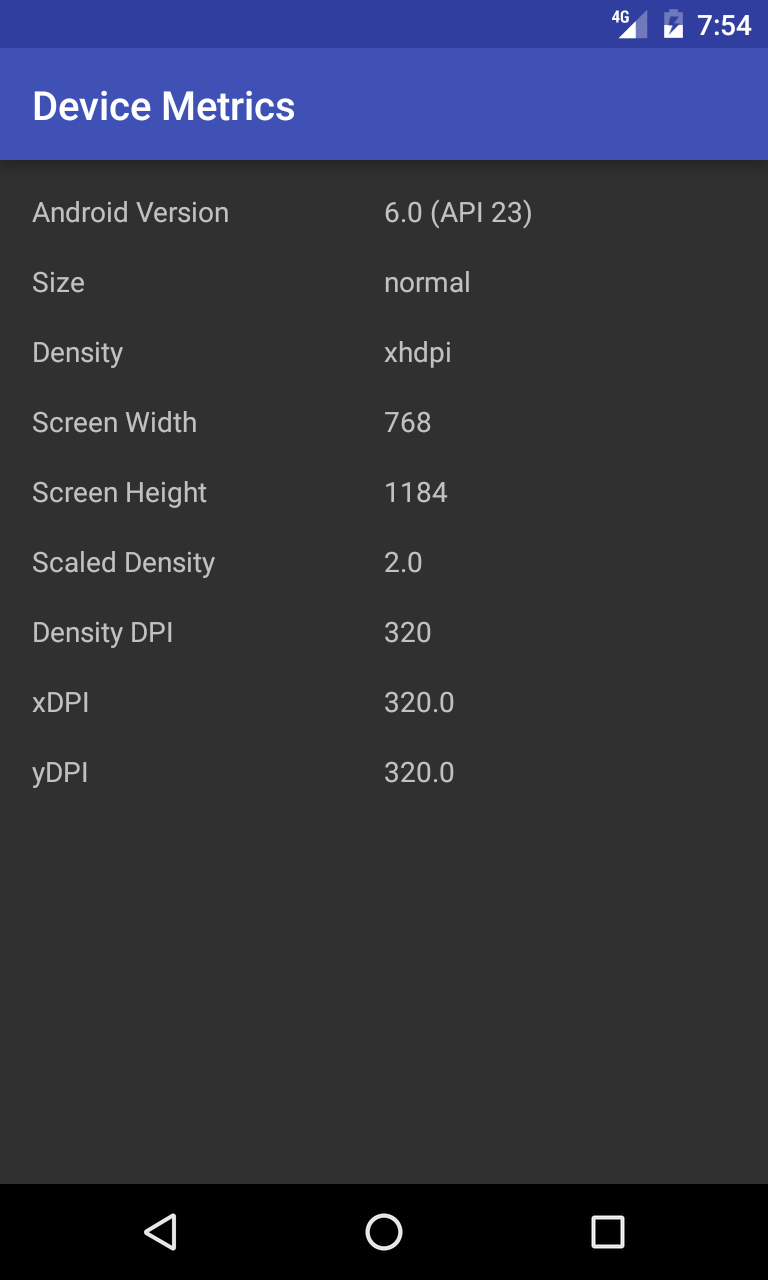 4G 7:54
Device Metrics
Android Version 6.0 (API 23)
Size normal
Density xhdpi
Screen Width 768
Screen Height 1184
Scaled Density 2.0
Density DPI 320
xDPI 320.0
yDPI 320.0